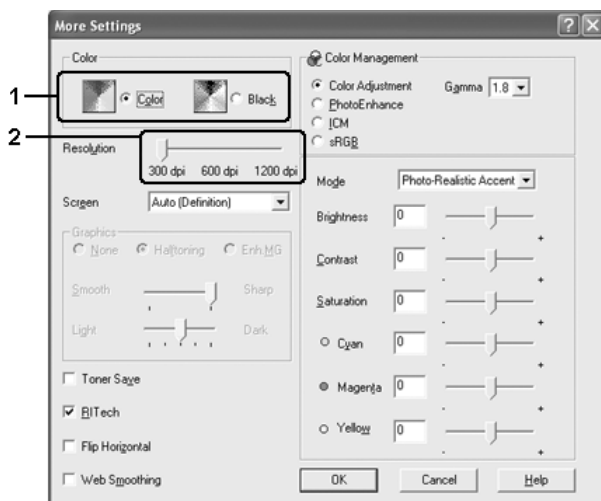 More Settings
?
X
1
Color
Color
Black
2
Resolution
300 dpi 600 dpi 1200 dpi
Screen
Auto (Definition)
Graphics
None
Halftoning
Enh.MG
Smooth
Sharp
Light
Dark
Toner Save
RITech
Flip Horizontal
Web Smoothing
Color Management
Color Adjustment
Gamma
1.8
PhotoEnhance
ICM
sRGB
Mode
Photo-Realistic Accent
Brightness
0
- +
Contrast
0
- +
Saturation
0
- +
Cyan
0
- +
Magenta
0
- +
Yellow
0
- +
OK
Cancel
Help